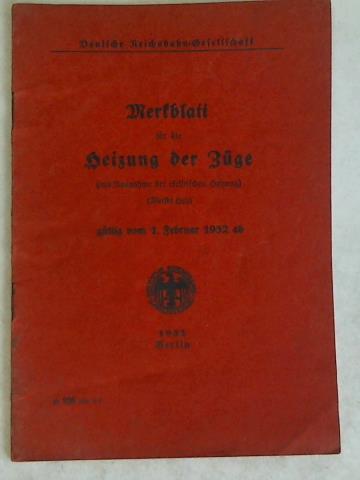 Deutsche Reichsbahn-Gesellschaft
Merkblatt
für die
Heizung der Züge
(mit Ausnahme der elektrischen Heizung)
gültig vom 1. Februar 1932 ab
1932
Berlin